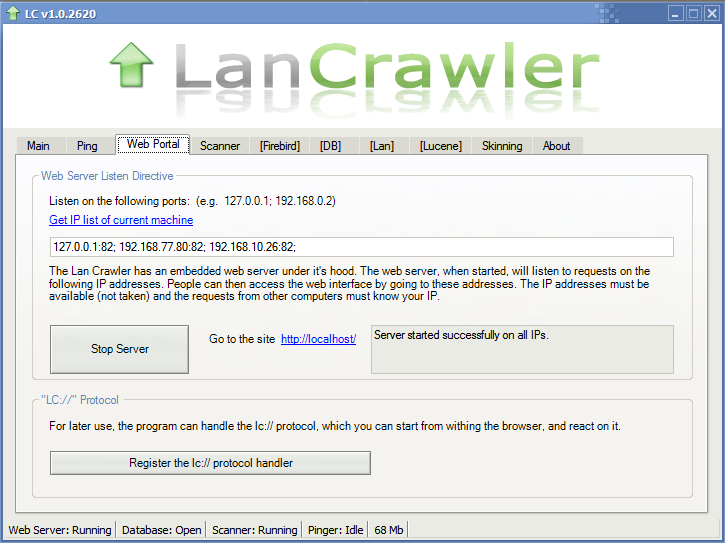 LC v1.0.2620
LanCrawler
Main Ping Web Portal Scanner [Firebird] [DB] [Lan] [Lucene] Skinning About
Web Server Listen Directive
Listen on the following ports: (e.g. 127.0.0.1; 192.168.0.2)
Get IP list of current machine
127.0.0.1:82; 192.168.77.80:82; 192.168.10.26:82;
The Lan Crawler has an embedded web server under it's hood. The web server, when started, will listen to requests on the
following IP addresses. People can then access the web interface by going to these addresses. The IP addresses must be
available (not taken) and the requests from other computers must know your IP.
Stop Server
Go to the site http://localhost/
Server started successfully on all IPs.
"LC://" Protocol
For later use, the program can handle the lc:// protocol, which you can start from withing the browser, and react on it.
Register the lc:// protocol handler
Web Server: Running Database: Open Scanner: Running Pinger: Idle 68 Mb